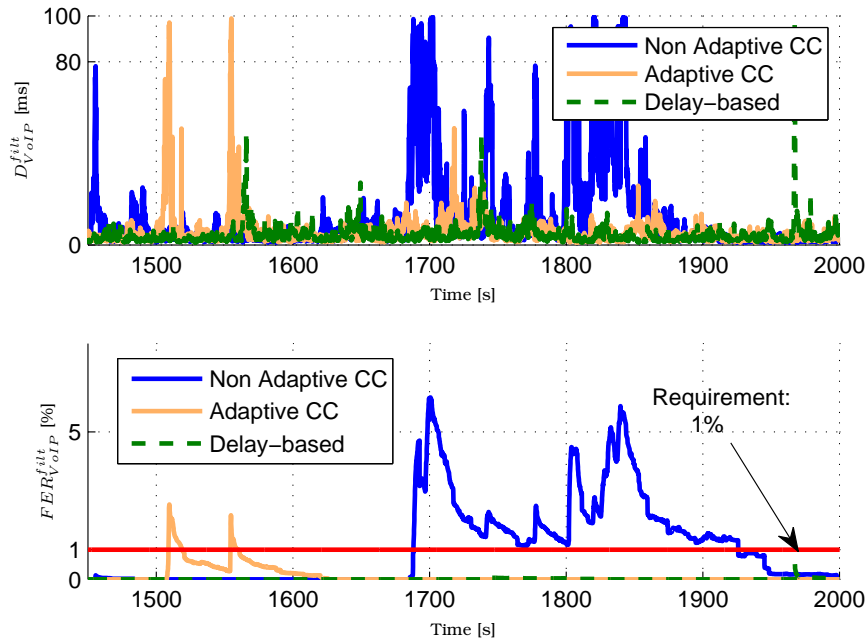 100
80
0
D^{filt}_{VoIP} [ms]
Non Adaptive CC
Adaptive CC
Delay−based
1500 1600 1700 1800 1900 2000
Time [s]
5
1
0
FER^{filt}_{VoIP} [%]
Non Adaptive CC
Adaptive CC
Delay−based
Requirement:
1%
1500 1600 1700 1800 1900 2000
Time [s]